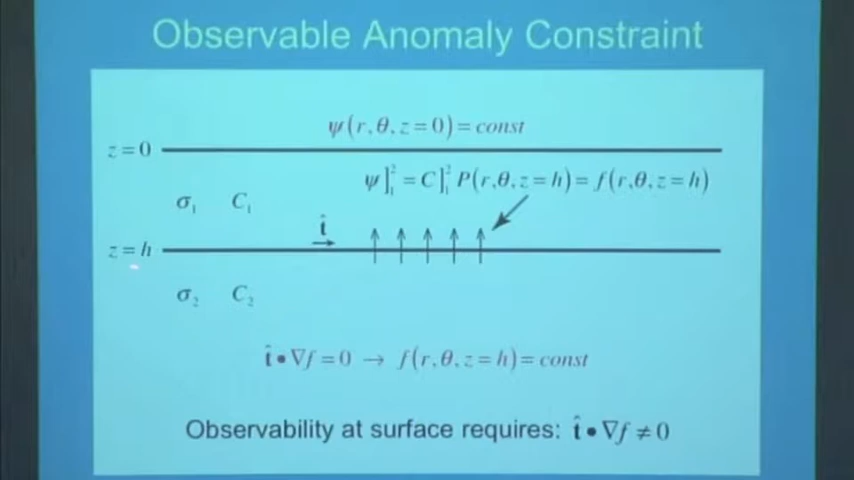 Observable Anomaly Constraint
ψ(r,θ,z=0)=const
z=0
ψ]₁² = C]₁² P(r,θ,z=h)=f(r,θ,z=h)
σ₁ C₁
t̂
z=h
σ₂ C₂
t̂•∇f=0 → f(r,θ,z=h)=const
Observability at surface requires: t̂•∇f≠0